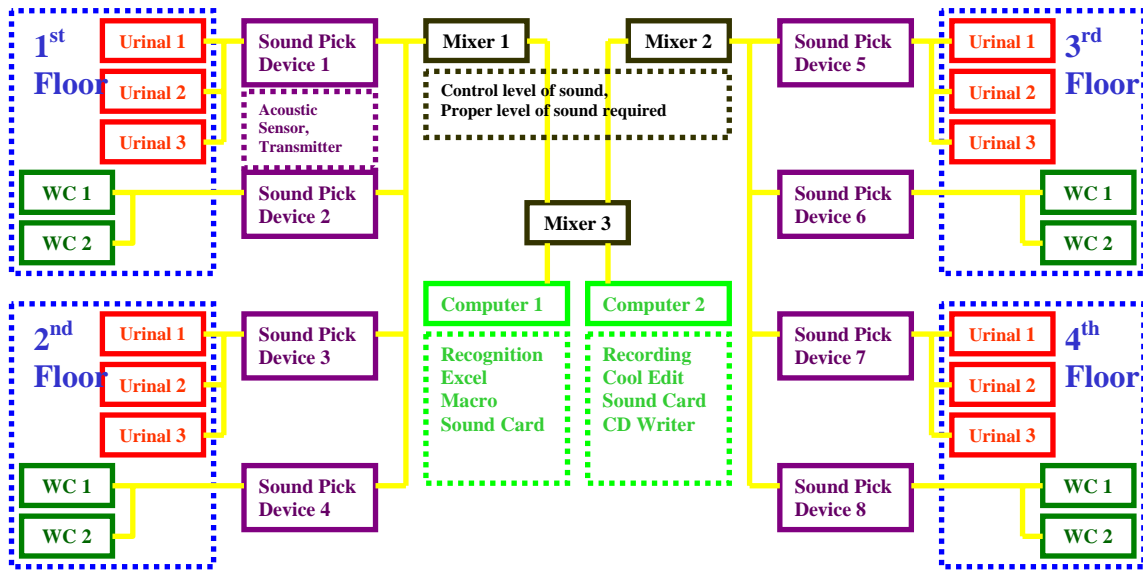 1st
Floor
Urinal 1
Urinal 2
Urinal 3
WC 1
WC 2
Sound Pick
Device 1
Acoustic
Sensor,
Transmitter
Sound Pick
Device 2
2nd
Floor
Urinal 1
Urinal 2
Urinal 3
WC 1
WC 2
Sound Pick
Device 3
Sound Pick
Device 4
Mixer 1
Mixer 2
Control level of sound,
Proper level of sound required
Mixer 3
Computer 1
Recognition
Excel
Macro
Sound Card
Computer 2
Recording
Cool Edit
Sound Card
CD Writer
Sound Pick
Device 5
Sound Pick
Device 6
3rd
Floor
Urinal 1
Urinal 2
Urinal 3
WC 1
WC 2
Sound Pick
Device 7
Sound Pick
Device 8
4th
Floor
Urinal 1
Urinal 2
Urinal 3
WC 1
WC 2